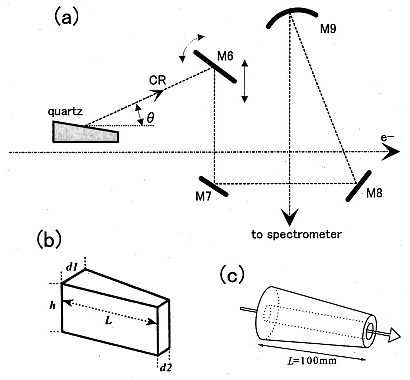 (a)
M9
M6
CR
quartz
θ
e−
M7
M8
to spectrometer
(b)
d1
h
L
d2
(c)
L=100mm